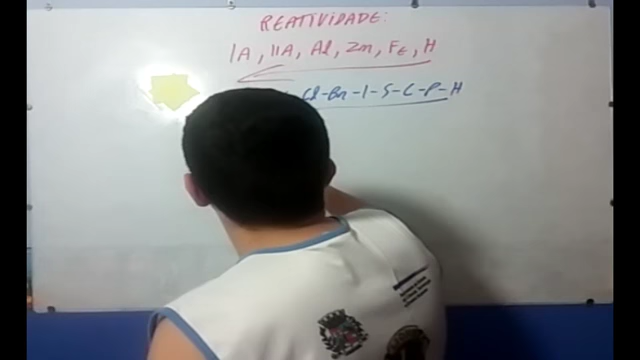 REATIVIDADE:
IA, IIA, Al, Zn, Fe, H
Cl-Br-I-S-C-P-H